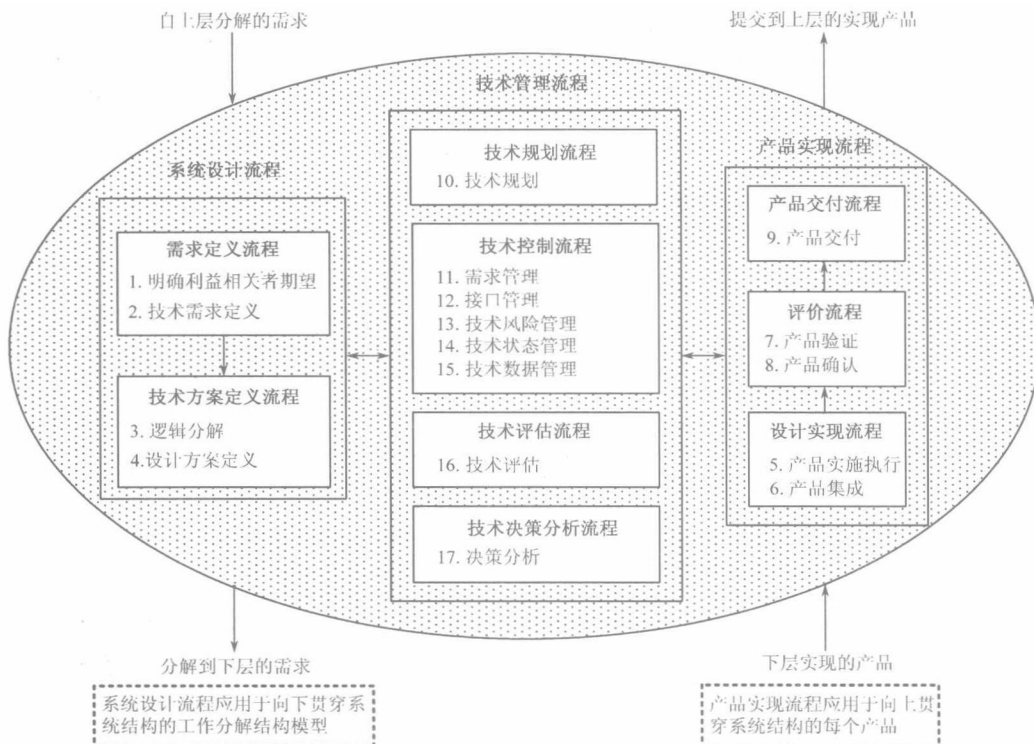 自上层分解的需求
提交到上层的实现产品
技术管理流程
系统设计流程
需求定义流程
1. 明确利益相关者期望
2. 技术需求定义
技术方案定义流程
3. 逻辑分解
4.设计方案定义
技术规划流程
10. 技术规划
技术控制流程
11. 需求管理
12. 接口管理
13. 技术风险管理
14. 技术状态管理
15. 技术数据管理
技术评估流程
16. 技术评估
技术决策分析流程
17. 决策分析
产品实现流程
产品交付流程
9. 产品交付
评价流程
7. 产品验证
8. 产品确认
设计实现流程
5. 产品实施执行
6. 产品集成
分解到下层的需求
下层实现的产品
系统设计流程应用于向下贯穿系
统结构的工作分解结构模型
产品实现流程应用于向上贯
穿系统结构的每个产品